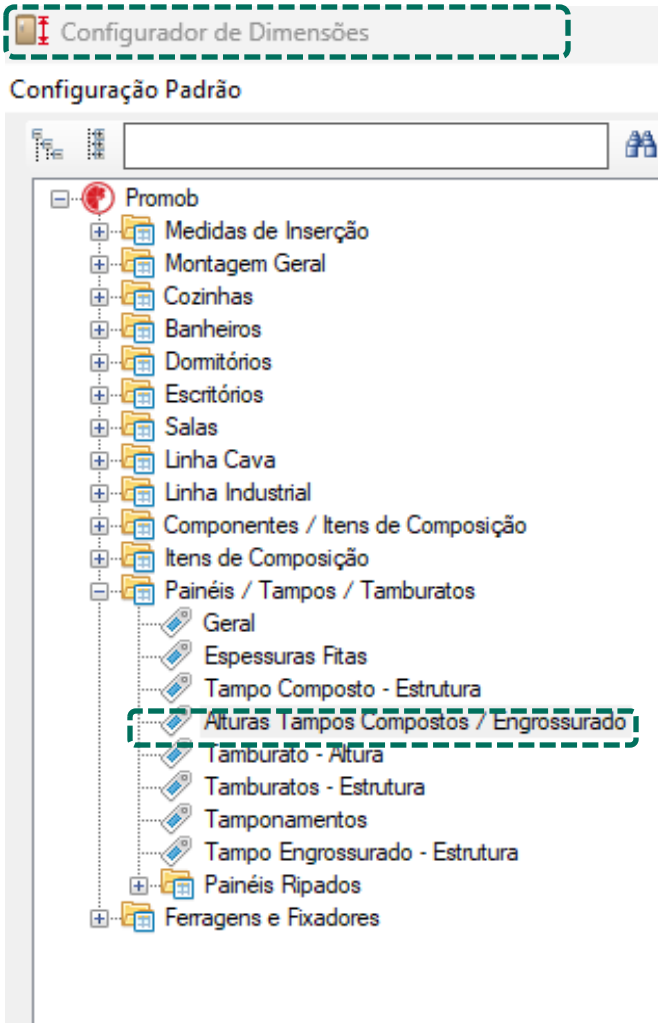 Configurador de Dimensões
Configuração Padrão
Promob
Medidas de Inserção
Montagem Geral
Cozinhas
Banheiros
Dormitórios
Escritórios
Salas
Linha Cava
Linha Industrial
Componentes / Itens de Composição
Itens de Composição
Painéis / Tampos / Tamburatos
Geral
Espessuras Fitas
Tampo Composto - Estrutura
Alturas Tampos Compostos / Engrossurado
Tamburato - Altura
Tamburatos - Estrutura
Tamponamentos
Tampo Engrossurado - Estrutura
Painéis Ripados
Ferragens e Fixadores